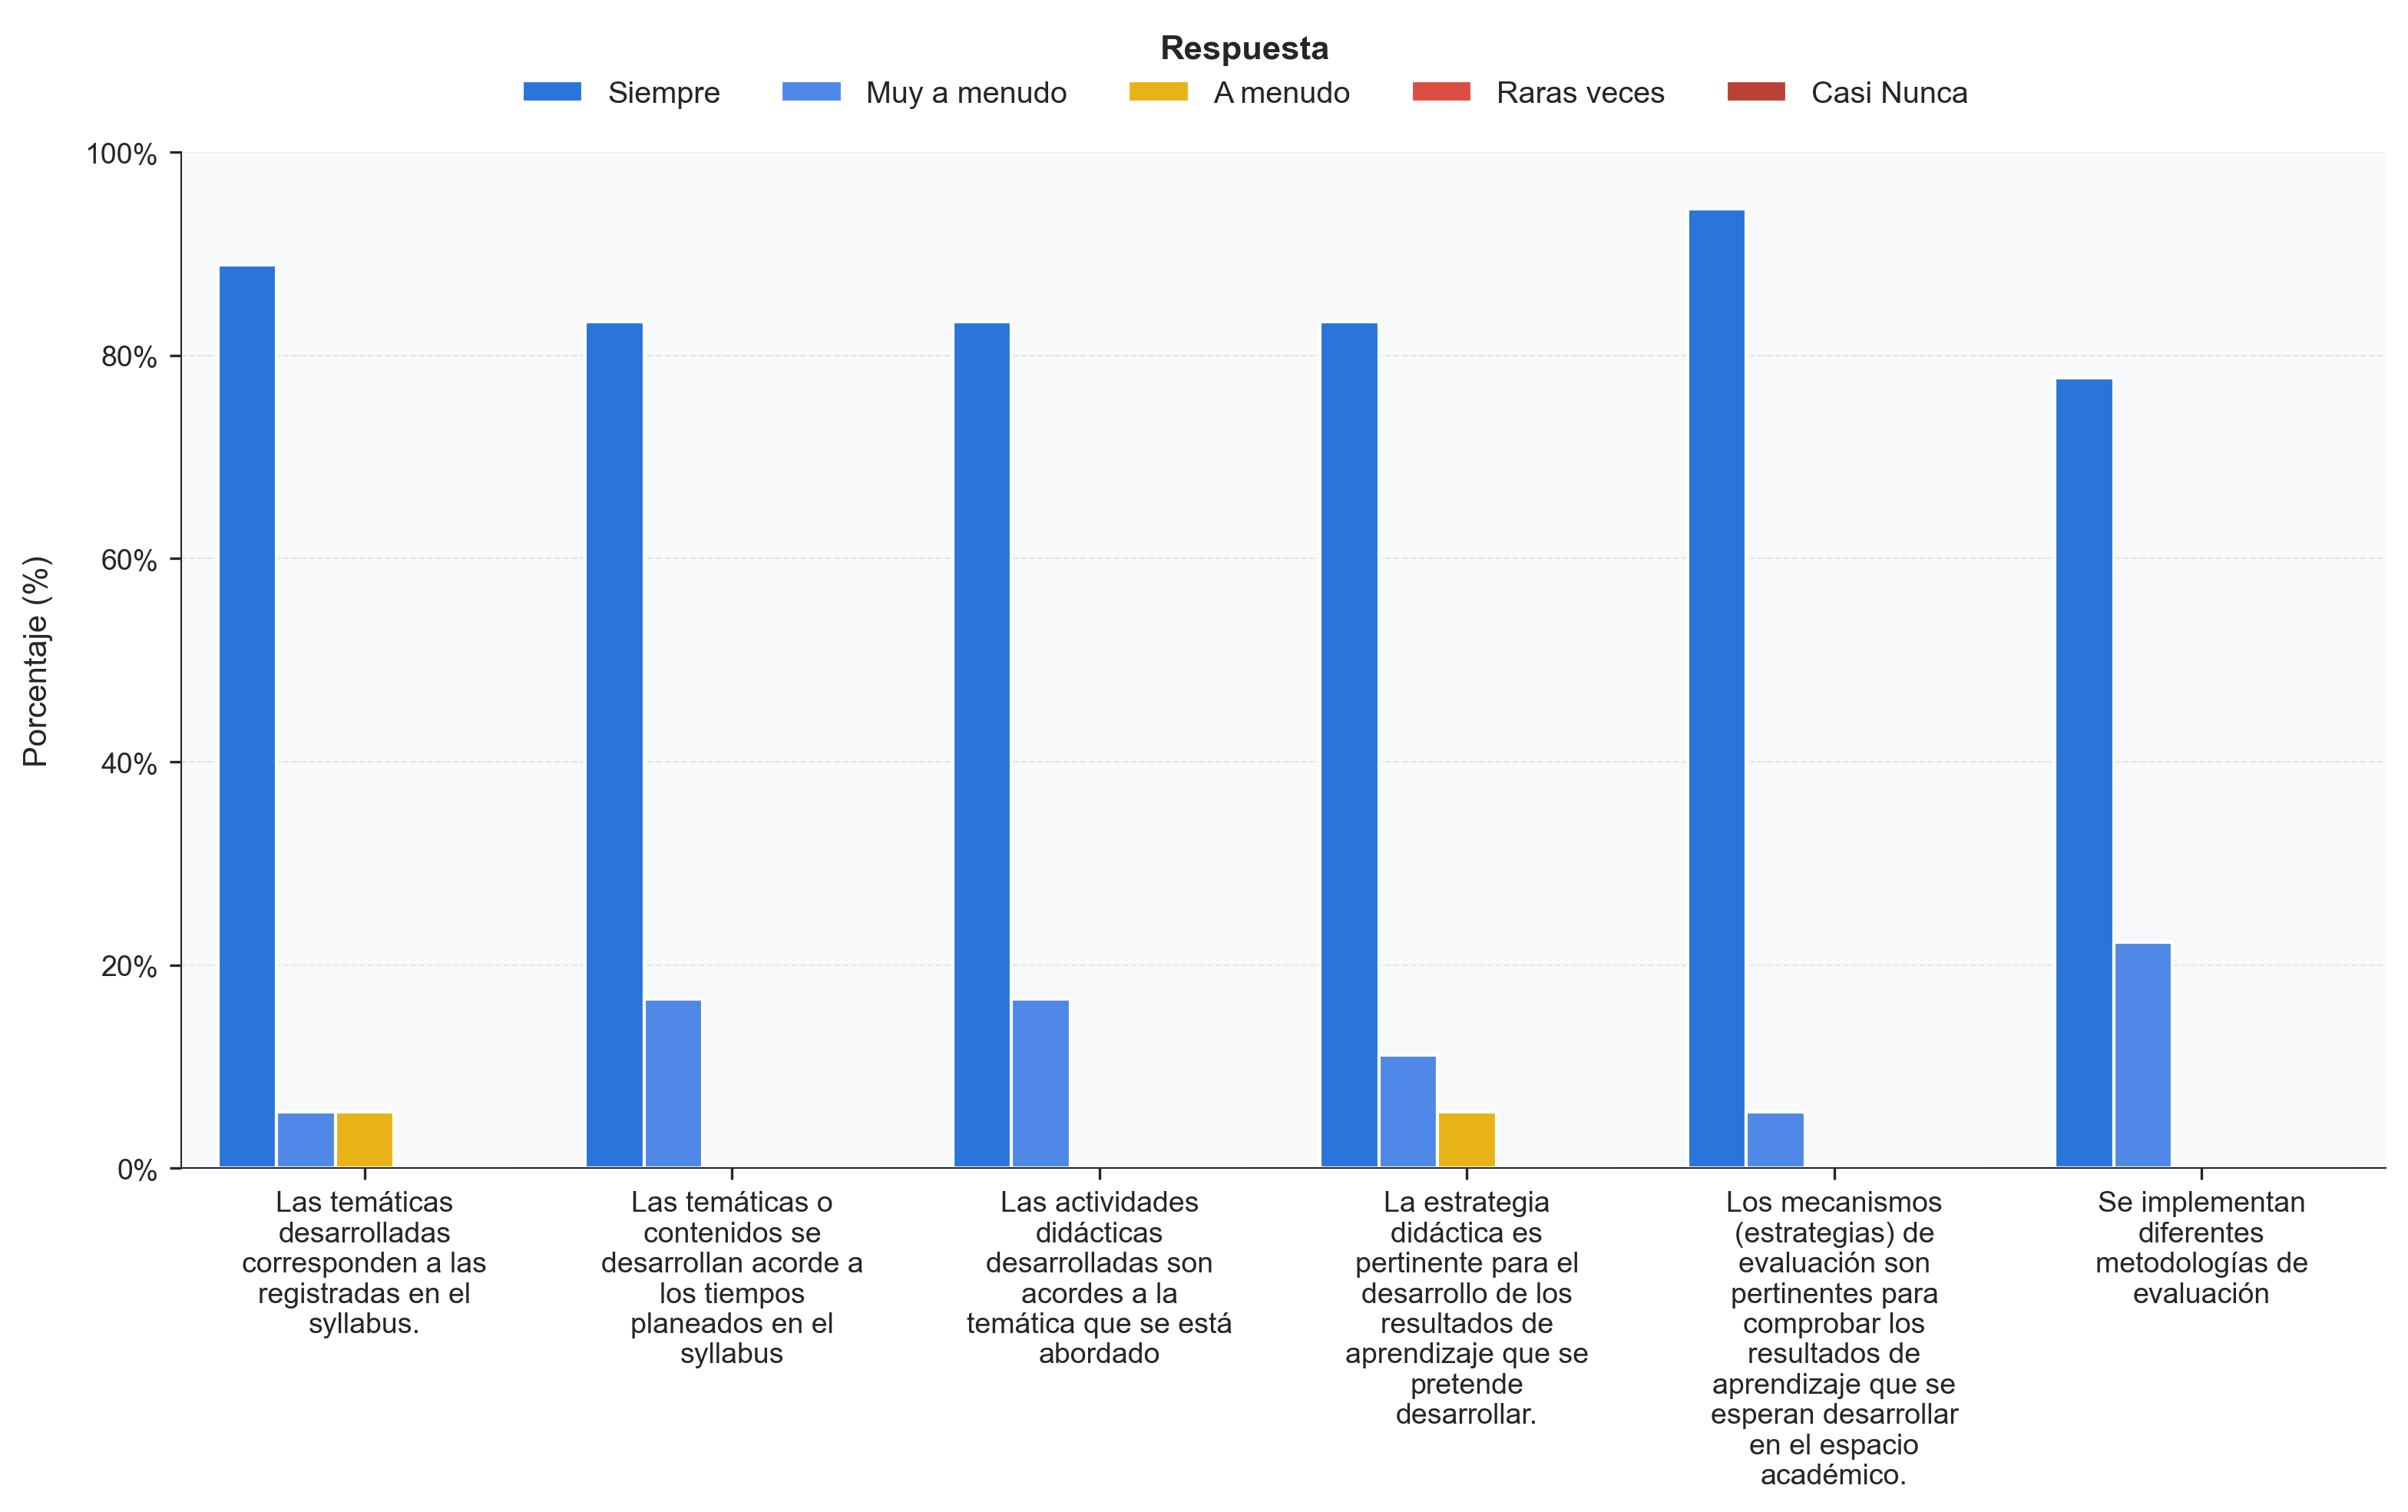 Respuesta
Siempre Muy a menudo A menudo Raras veces Casi Nunca
100%
80%
60%
40%
20%
0%
Porcentaje (%)
Las temáticas
desarrolladas
corresponden a las
registradas en el
syllabus.
Las temáticas o
contenidos se
desarrollan acorde a
los tiempos
planeados en el
syllabus
Las actividades
didácticas
desarrolladas son
acordes a la
temática que se está
abordado
La estrategia
didáctica es
pertinente para el
desarrollo de los
resultados de
aprendizaje que se
pretende
desarrollar.
Los mecanismos
(estrategias) de
evaluación son
pertinentes para
comprobar los
resultados de
aprendizaje que se
esperan desarrollar
en el espacio
académico.
Se implementan
diferentes
metodologías de
evaluación